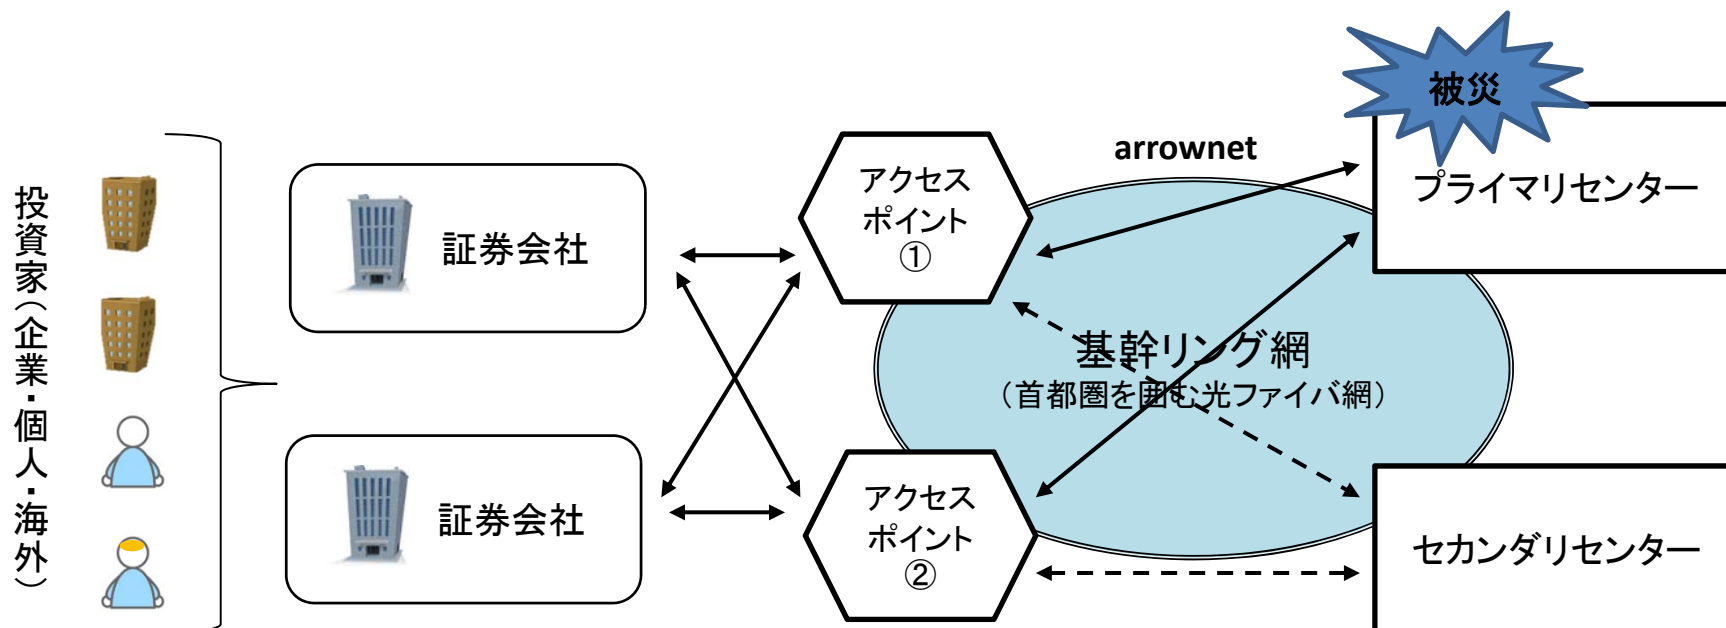 投資家（企業・個人・海外）
証券会社
証券会社
アクセス
ポイント
①
アクセス
ポイント
②
arrownet
基幹リング網
（首都圏を囲む光ファイバ網）
被災
プライマリセンター
セカンダリセンター